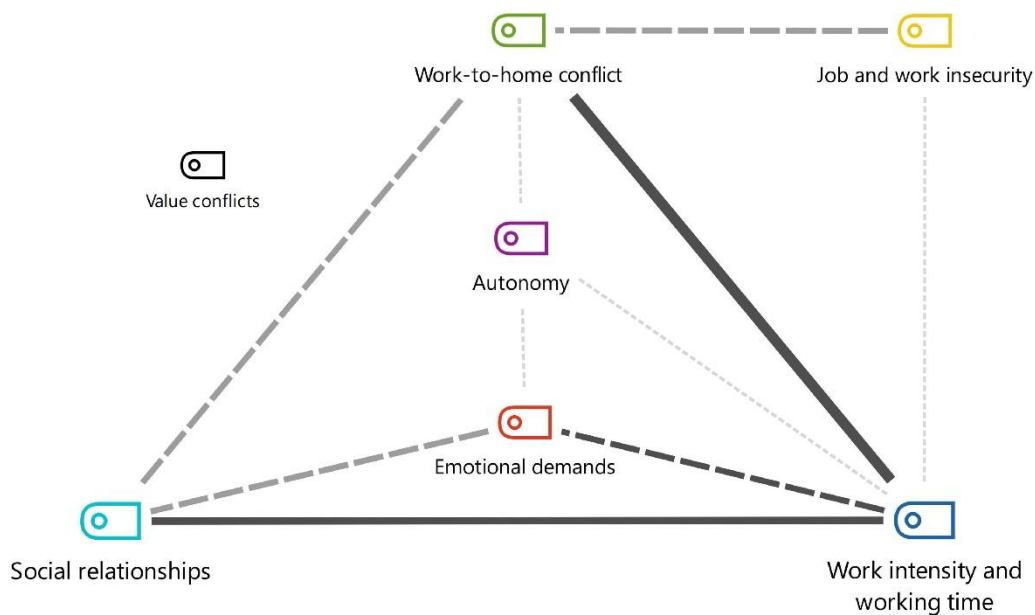 Work-to-home conflict
Job and work insecurity
Value conflicts
Autonomy
Emotional demands
Social relationships
Work intensity and
working time